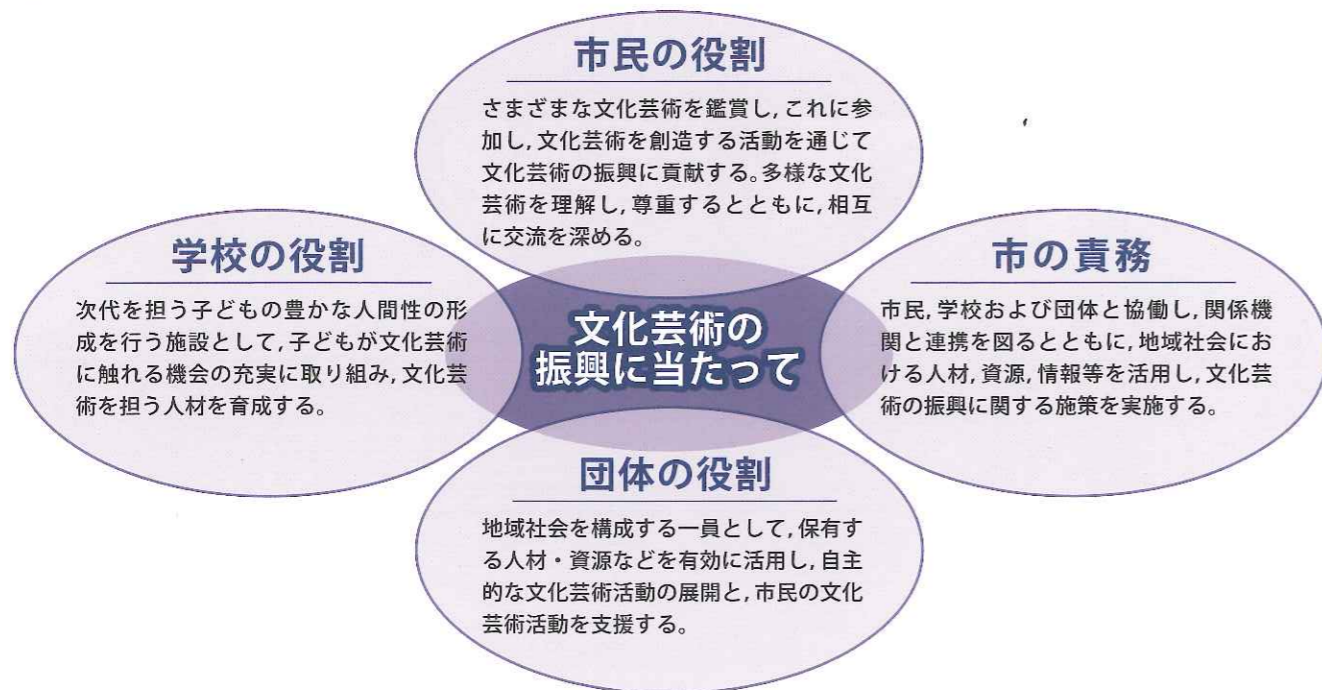 市民の役割
さまざまな文化芸術を鑑賞し,これに参
加し,文化芸術を創造する活動を通じて
文化芸術の振興に貢献する。多様な文化
芸術を理解し,尊重するとともに,相互
に交流を深める。
学校の役割
次代を担う子どもの豊かな人間性の形
成を行う施設として,子どもが文化芸術
に触れる機会の充実に取り組み,文化芸
術を担う人材を育成する。
文化芸術の
振興に当たって
市の責務
市民,学校および団体と協働し,関係機
関と連携を図るとともに,地域社会にお
ける人材,資源,情報等を活用し,文化芸
術の振興に関する施策を実施する。
団体の役割
地域社会を構成する一員として,保有す
る人材・資源などを有効に活用し,自主
的な文化芸術活動の展開と,市民の文化
芸術活動を支援する。